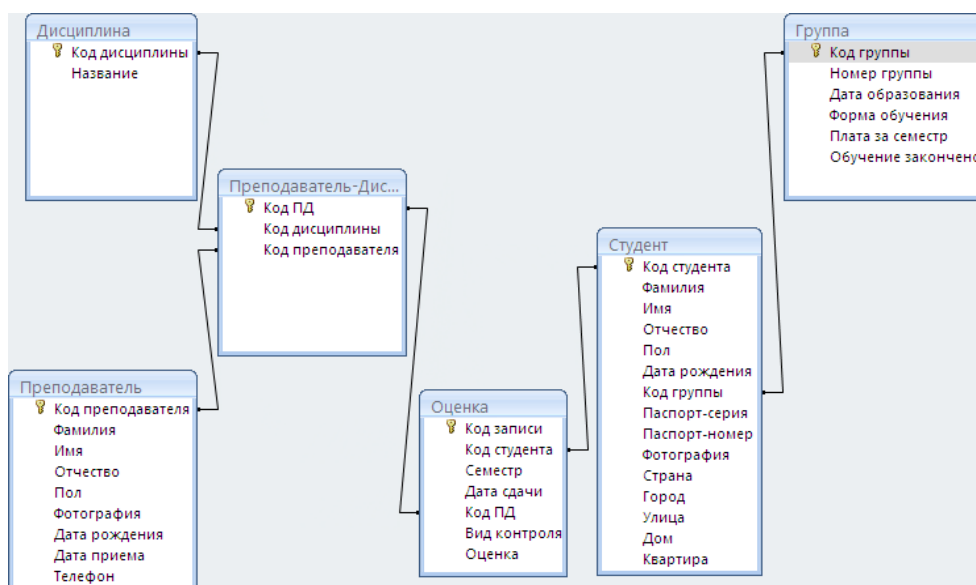 Дисциплина
Код дисциплины
Название
Преподаватель-Дис...
Код ПД
Код дисциплины
Код преподавателя
Преподаватель
Код преподавателя
Фамилия
Имя
Отчество
Пол
Фотография
Дата рождения
Дата приема
Телефон
Оценка
Код записи
Код студента
Семестр
Дата сдачи
Код ПД
Вид контроля
Оценка
Студент
Код студента
Фамилия
Имя
Отчество
Пол
Дата рождения
Код группы
Паспорт-серия
Паспорт-номер
Фотография
Страна
Город
Улица
Дом
Квартира
Группа
Код группы
Номер группы
Дата образования
Форма обучения
Плата за семестр
Обучение закончено